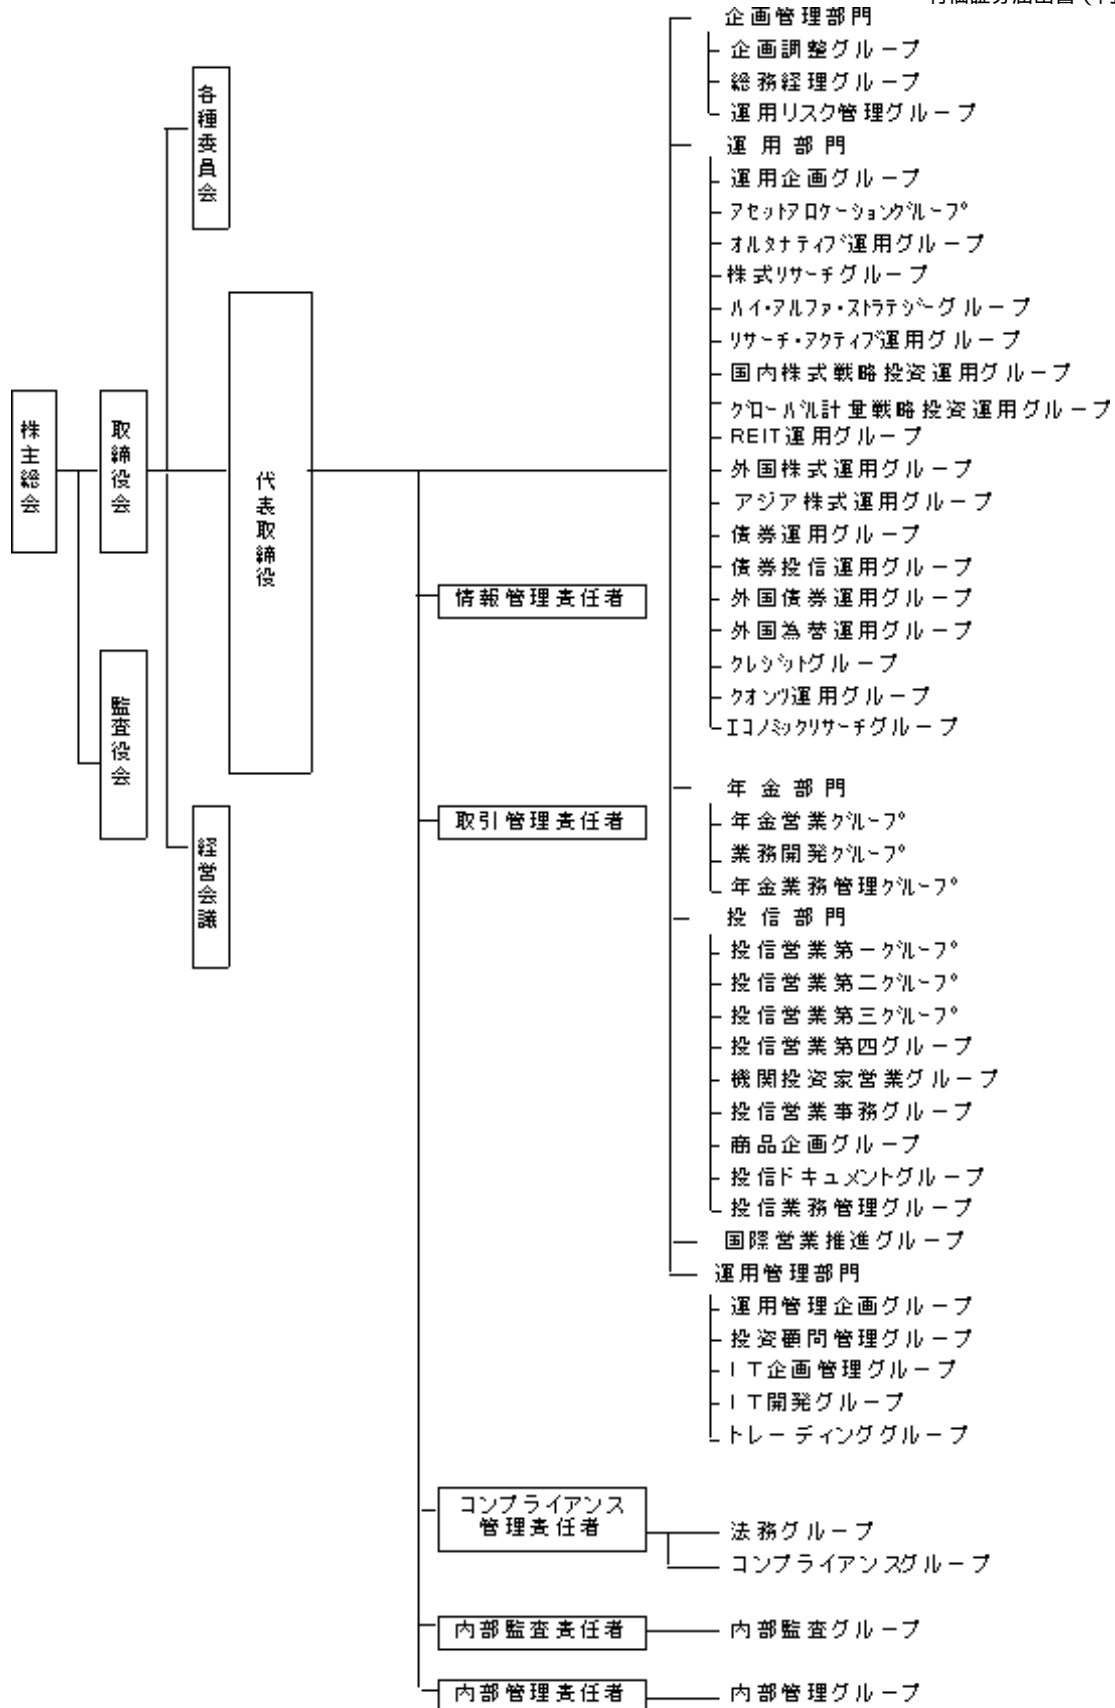 企画管理部門
企画調整グループ
総務経理グループ
運用リスク管理グループ
運用部門
運用企画グループ
アセットアロケーショングループ
オルタナティブ運用グループ
株式リサーチグループ
ハイ・アルファ・ストラテジーグループ
リサーチ・アクティブ運用グループ
国内株式戦略投資運用グループ
グローバル計量戦略投資運用グループ
REIT運用グループ
外国株式運用グループ
アジア株式運用グループ
債券運用グループ
債券投信運用グループ
外国債券運用グループ
外国為替運用グループ
クレジットグループ
クオンツ運用グループ
エコノミックリサーチグループ
年金部門
年金営業グループ
業務開発グループ
年金業務管理グループ
投信部門
投信営業第一グループ
投信営業第二グループ
投信営業第三グループ
投信営業第四グループ
機関投資家営業グループ
投信営業事務グループ
商品企画グループ
投信ドキュメントグループ
投信業務管理グループ
国際営業推進グループ
運用管理部門
運用管理企画グループ
投資顧問管理グループ
IT企画管理グループ
IT開発グループ
トレーディンググループ
各種委員会
株主総会
取締役会
代表取締役
監査役会
経営会議
情報管理責任者
取引管理責任者
コンプライアンス
管理責任者
法務グループ
コンプライアンスグループ
内部監査責任者
内部監査グループ
内部管理責任者
内部管理グループ